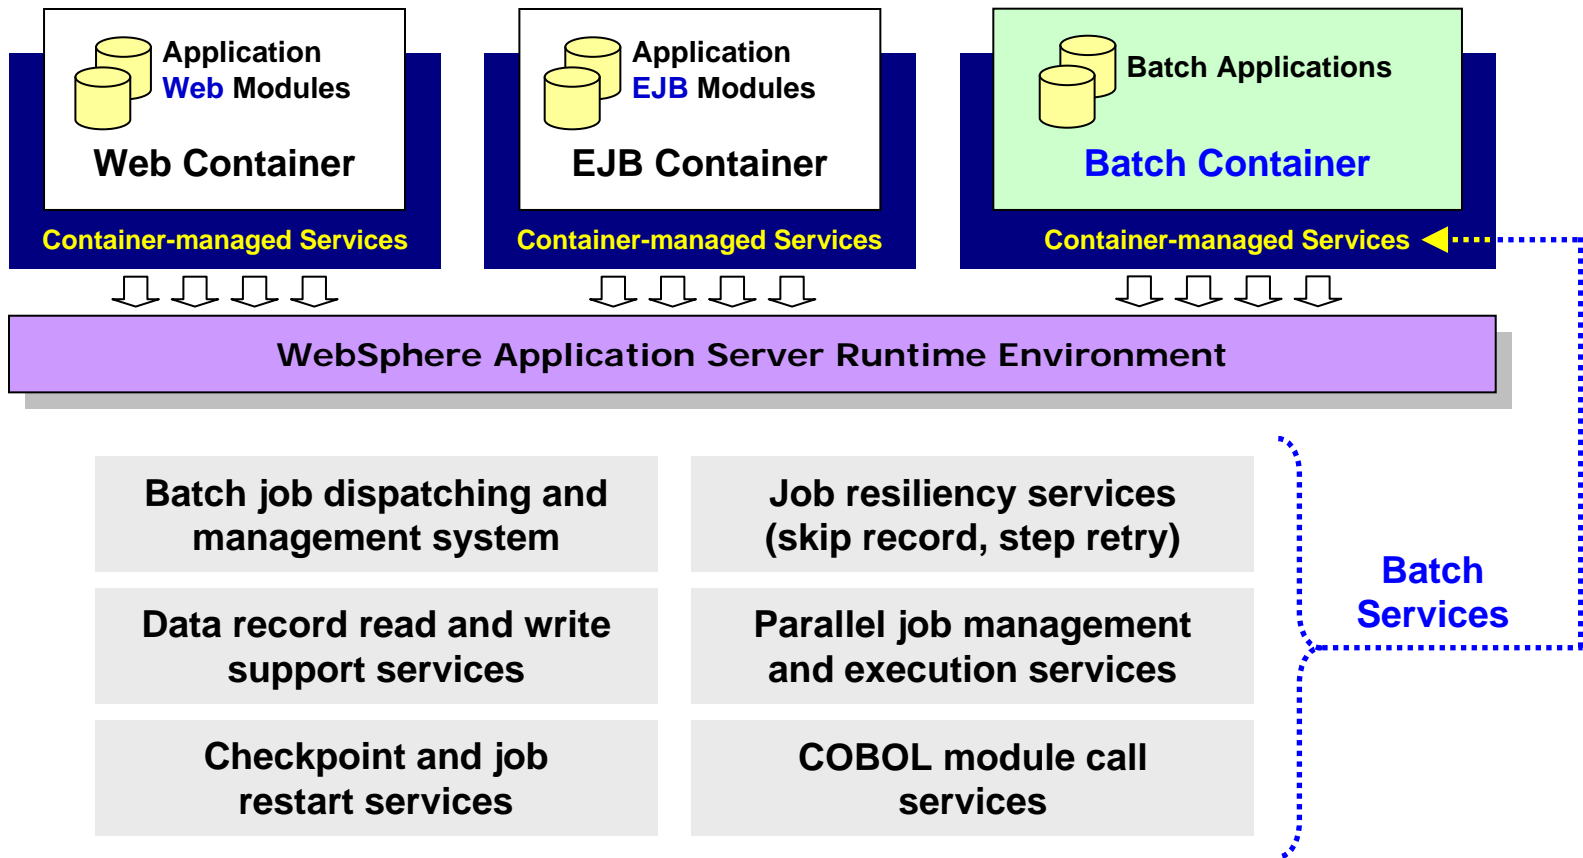 Application
Web Modules
Web Container
Container-managed Services
Application
EJB Modules
EJB Container
Container-managed Services
Batch Applications
Batch Container
Container-managed Services
WebSphere Application Server Runtime Environment
Batch job dispatching and
management system
Job resiliency services
(skip record, step retry)
Data record read and write
support services
Parallel job management
and execution services
Checkpoint and job
restart services
COBOL module call
services
Batch
Services